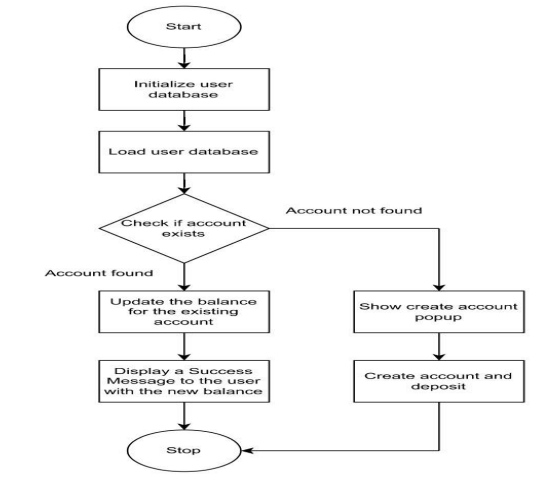 Start
Initialize user
database
Load user database
Check if account
exists
Account not found
Account found
Update the balance
for the existing
account
Show create account
popup
Display a Success
Message to the user
with the new balance
Create account and
deposit
Stop